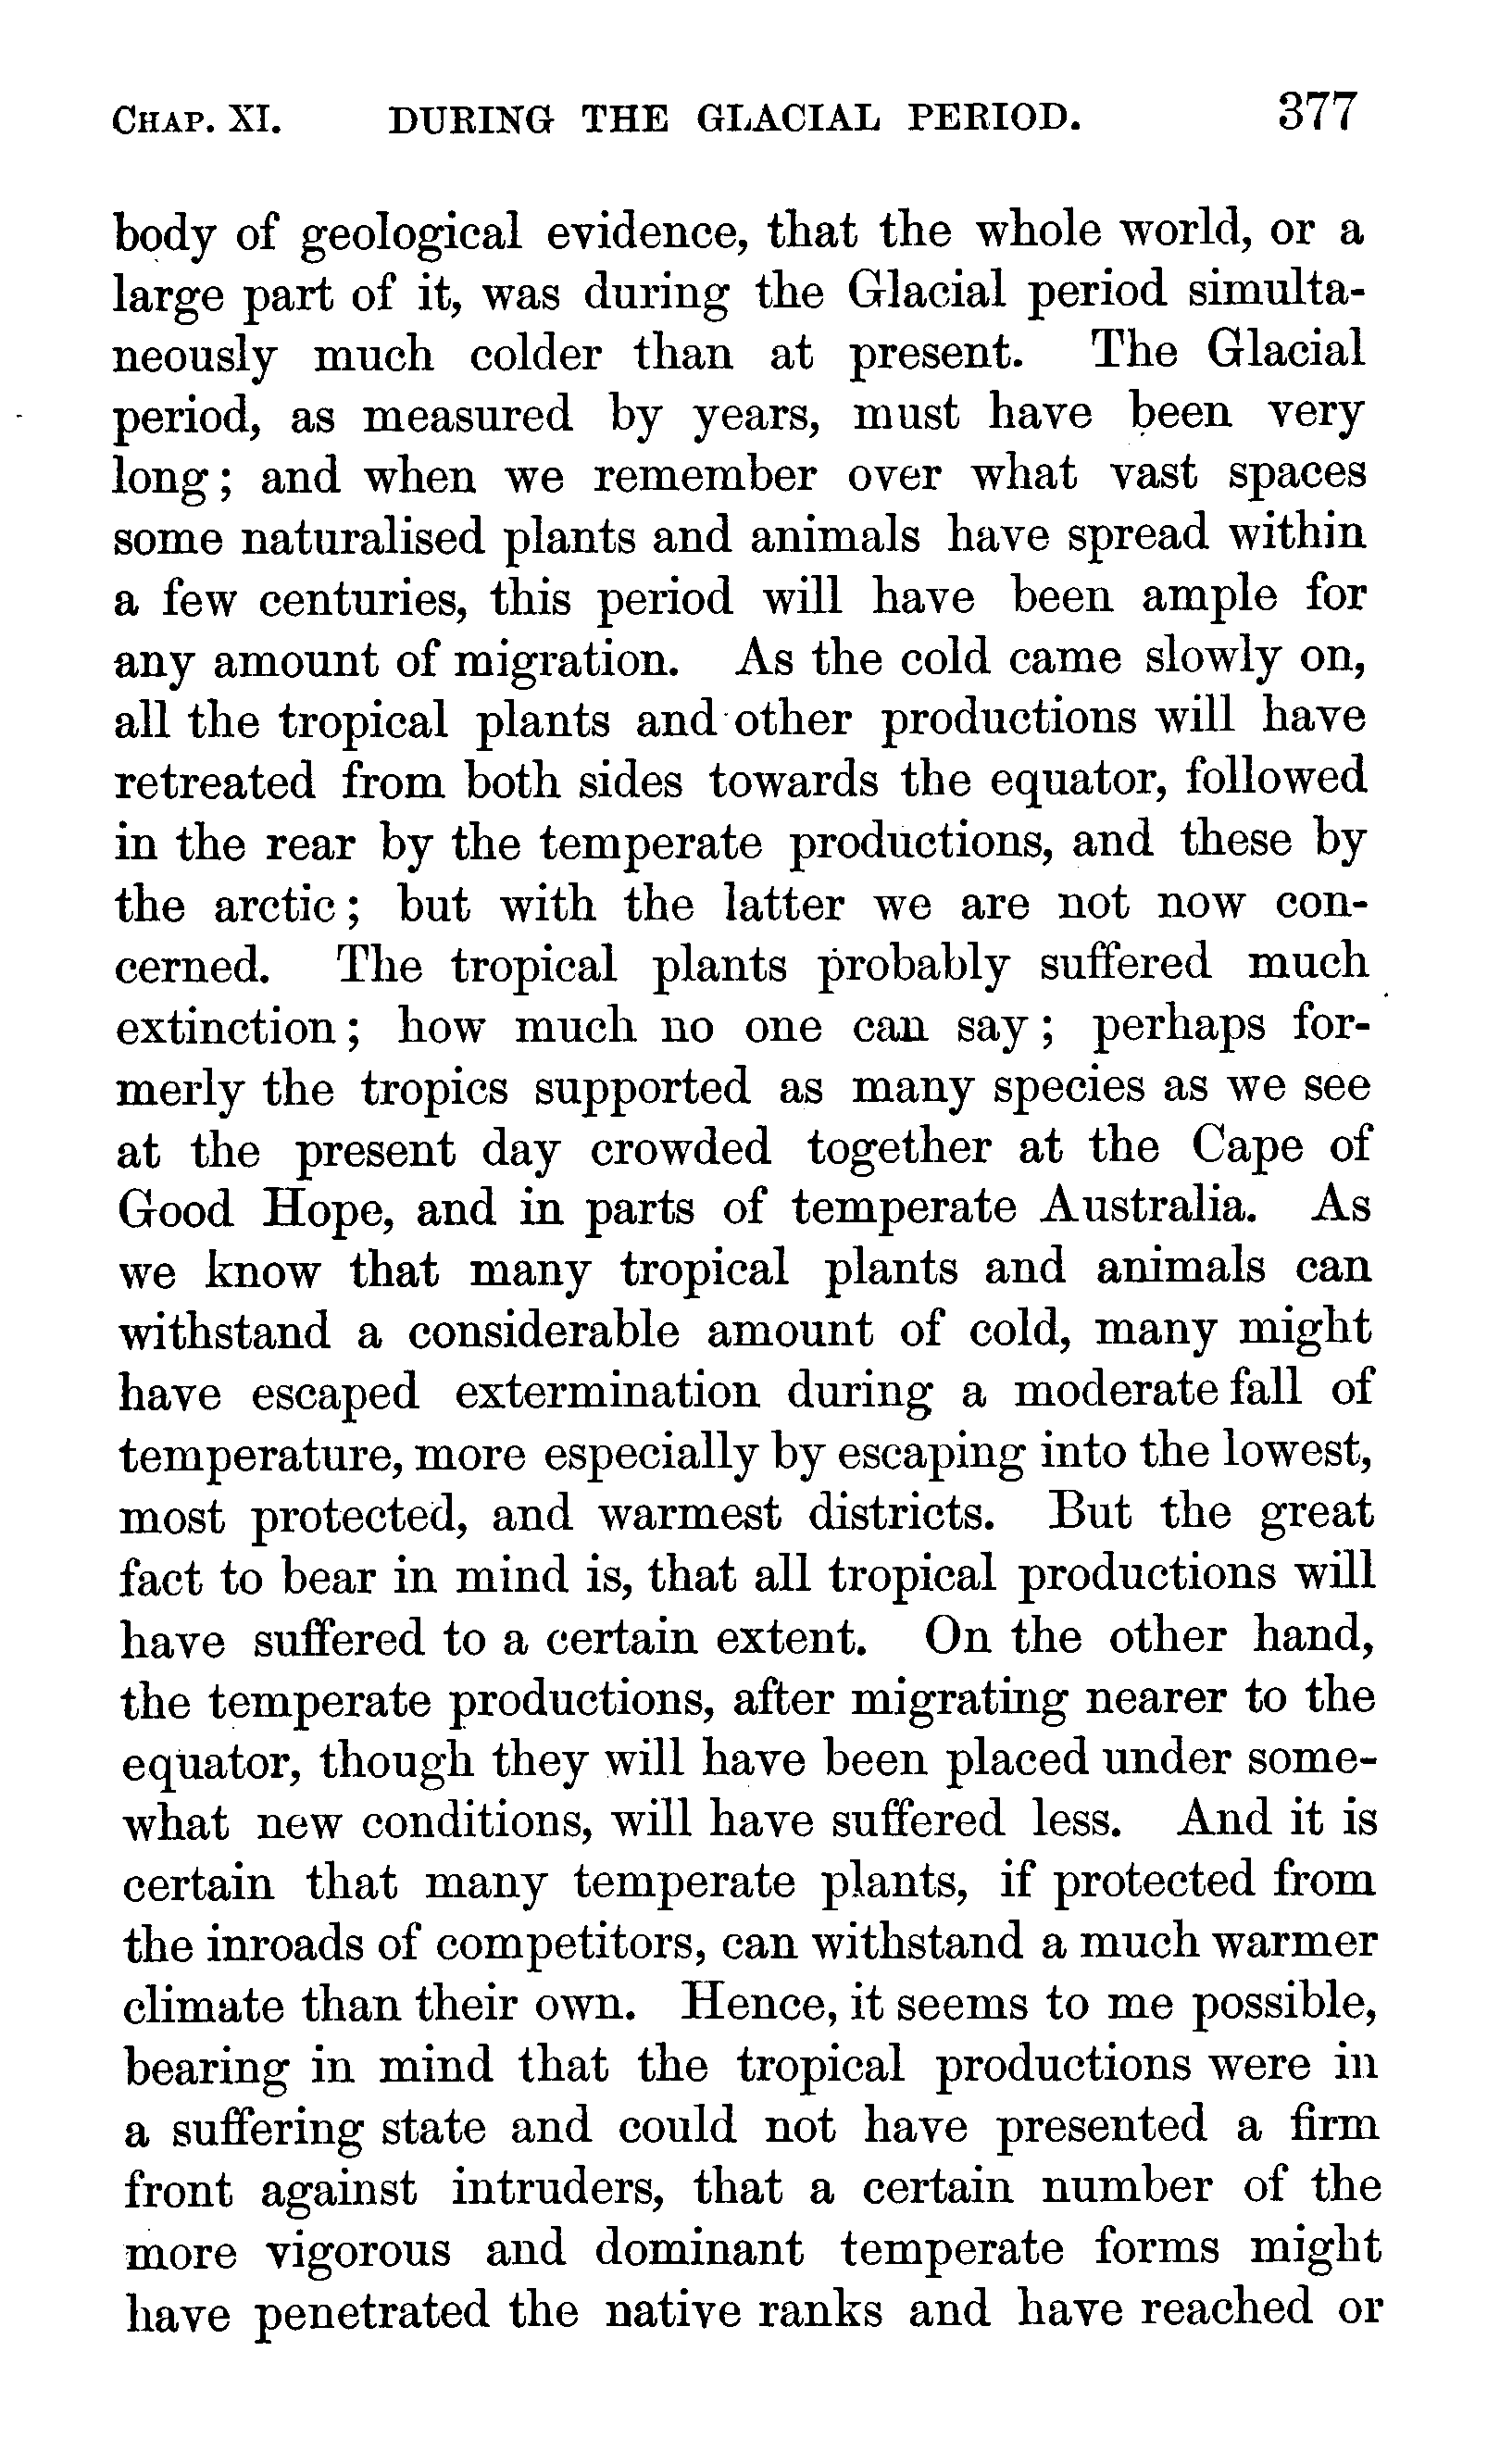 CHAP. XI. DURING THE GLACIAL PERIOD. 377
body of geological evidence, that the whole world, or a
large part of it, was during the Glacial period simulta-
neously much colder than at present. The Glacial
period, as measured by years, must have been very
long; and when we remember over what vast spaces
some naturalised plants and animals have spread within
a few centuries, this period will have been ample for
any amount of migration. As the cold came slowly on,
all the tropical plants and other productions will have
retreated from both sides towards the equator, followed
in the rear by the temperate productions, and these by
the arctic; but with the latter we are not now con-
cerned. The tropical plants probably suffered much
extinction; how much no one can say; perhaps for-
merly the tropics supported as many species as we see
at the present day crowded together at the Cape of
Good Hope, and in parts of temperate Australia. As
we know that many tropical plants and animals can
withstand a considerable amount of cold, many might
have escaped extermination during a moderate fall of
temperature, more especially by escaping into the lowest,
most protected, and warmest districts. But the great
fact to bear in mind is, that all tropical productions will
have suffered to a certain extent. On the other hand,
the temperate productions, after migrating nearer to the
equator, though they will have been placed under some-
what new conditions, will have suffered less. And it is
certain that many temperate plants, if protected from
the inroads of competitors, can withstand a much warmer
climate than their own. Hence, it seems to me possible,
bearing in mind that the tropical productions were in
a suffering state and could not have presented a firm
front against intruders, that a certain number of the
more vigorous and dominant temperate forms might
have penetrated the native ranks and have reached or